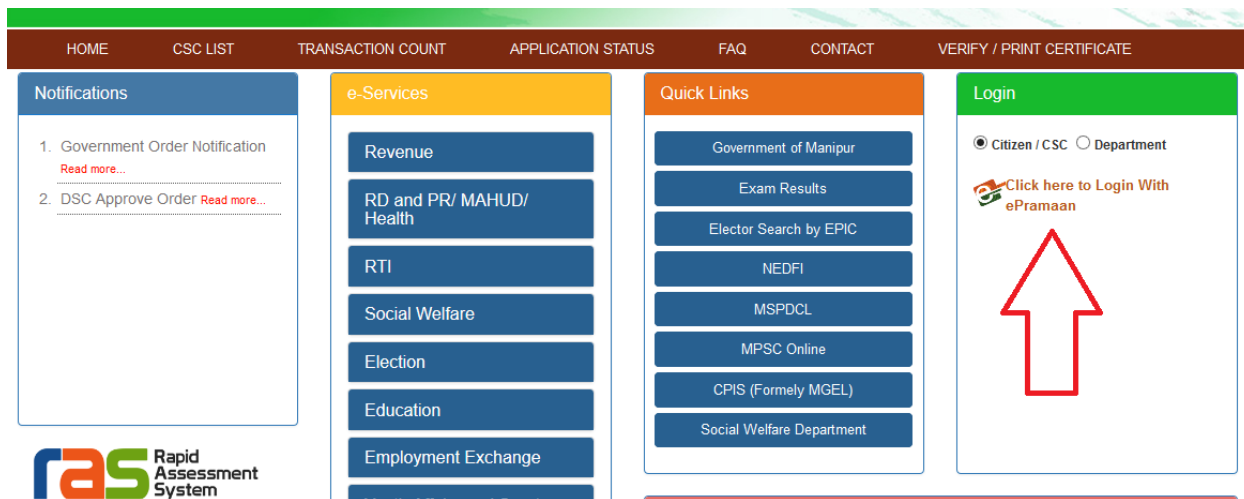 HOME CSC LIST TRANSACTION COUNT APPLICATION STATUS FAQ CONTACT VERIFY / PRINT CERTIFICATE
Notifications
1. Government Order Notification
Read more...
2. DSC Approve Order Read more...
Rapid
Assessment
System
e-Services
Revenue
RD and PR/ MAHUD/
Health
RTI
Social Welfare
Election
Education
Employment Exchange
Quick Links
Government of Manipur
Exam Results
Elector Search by EPIC
NEDFI
MSPDCL
MPSC Online
CPIS (Formely MGEL)
Social Welfare Department
Login
Citizen / CSC Department
Click here to Login With
ePramaan